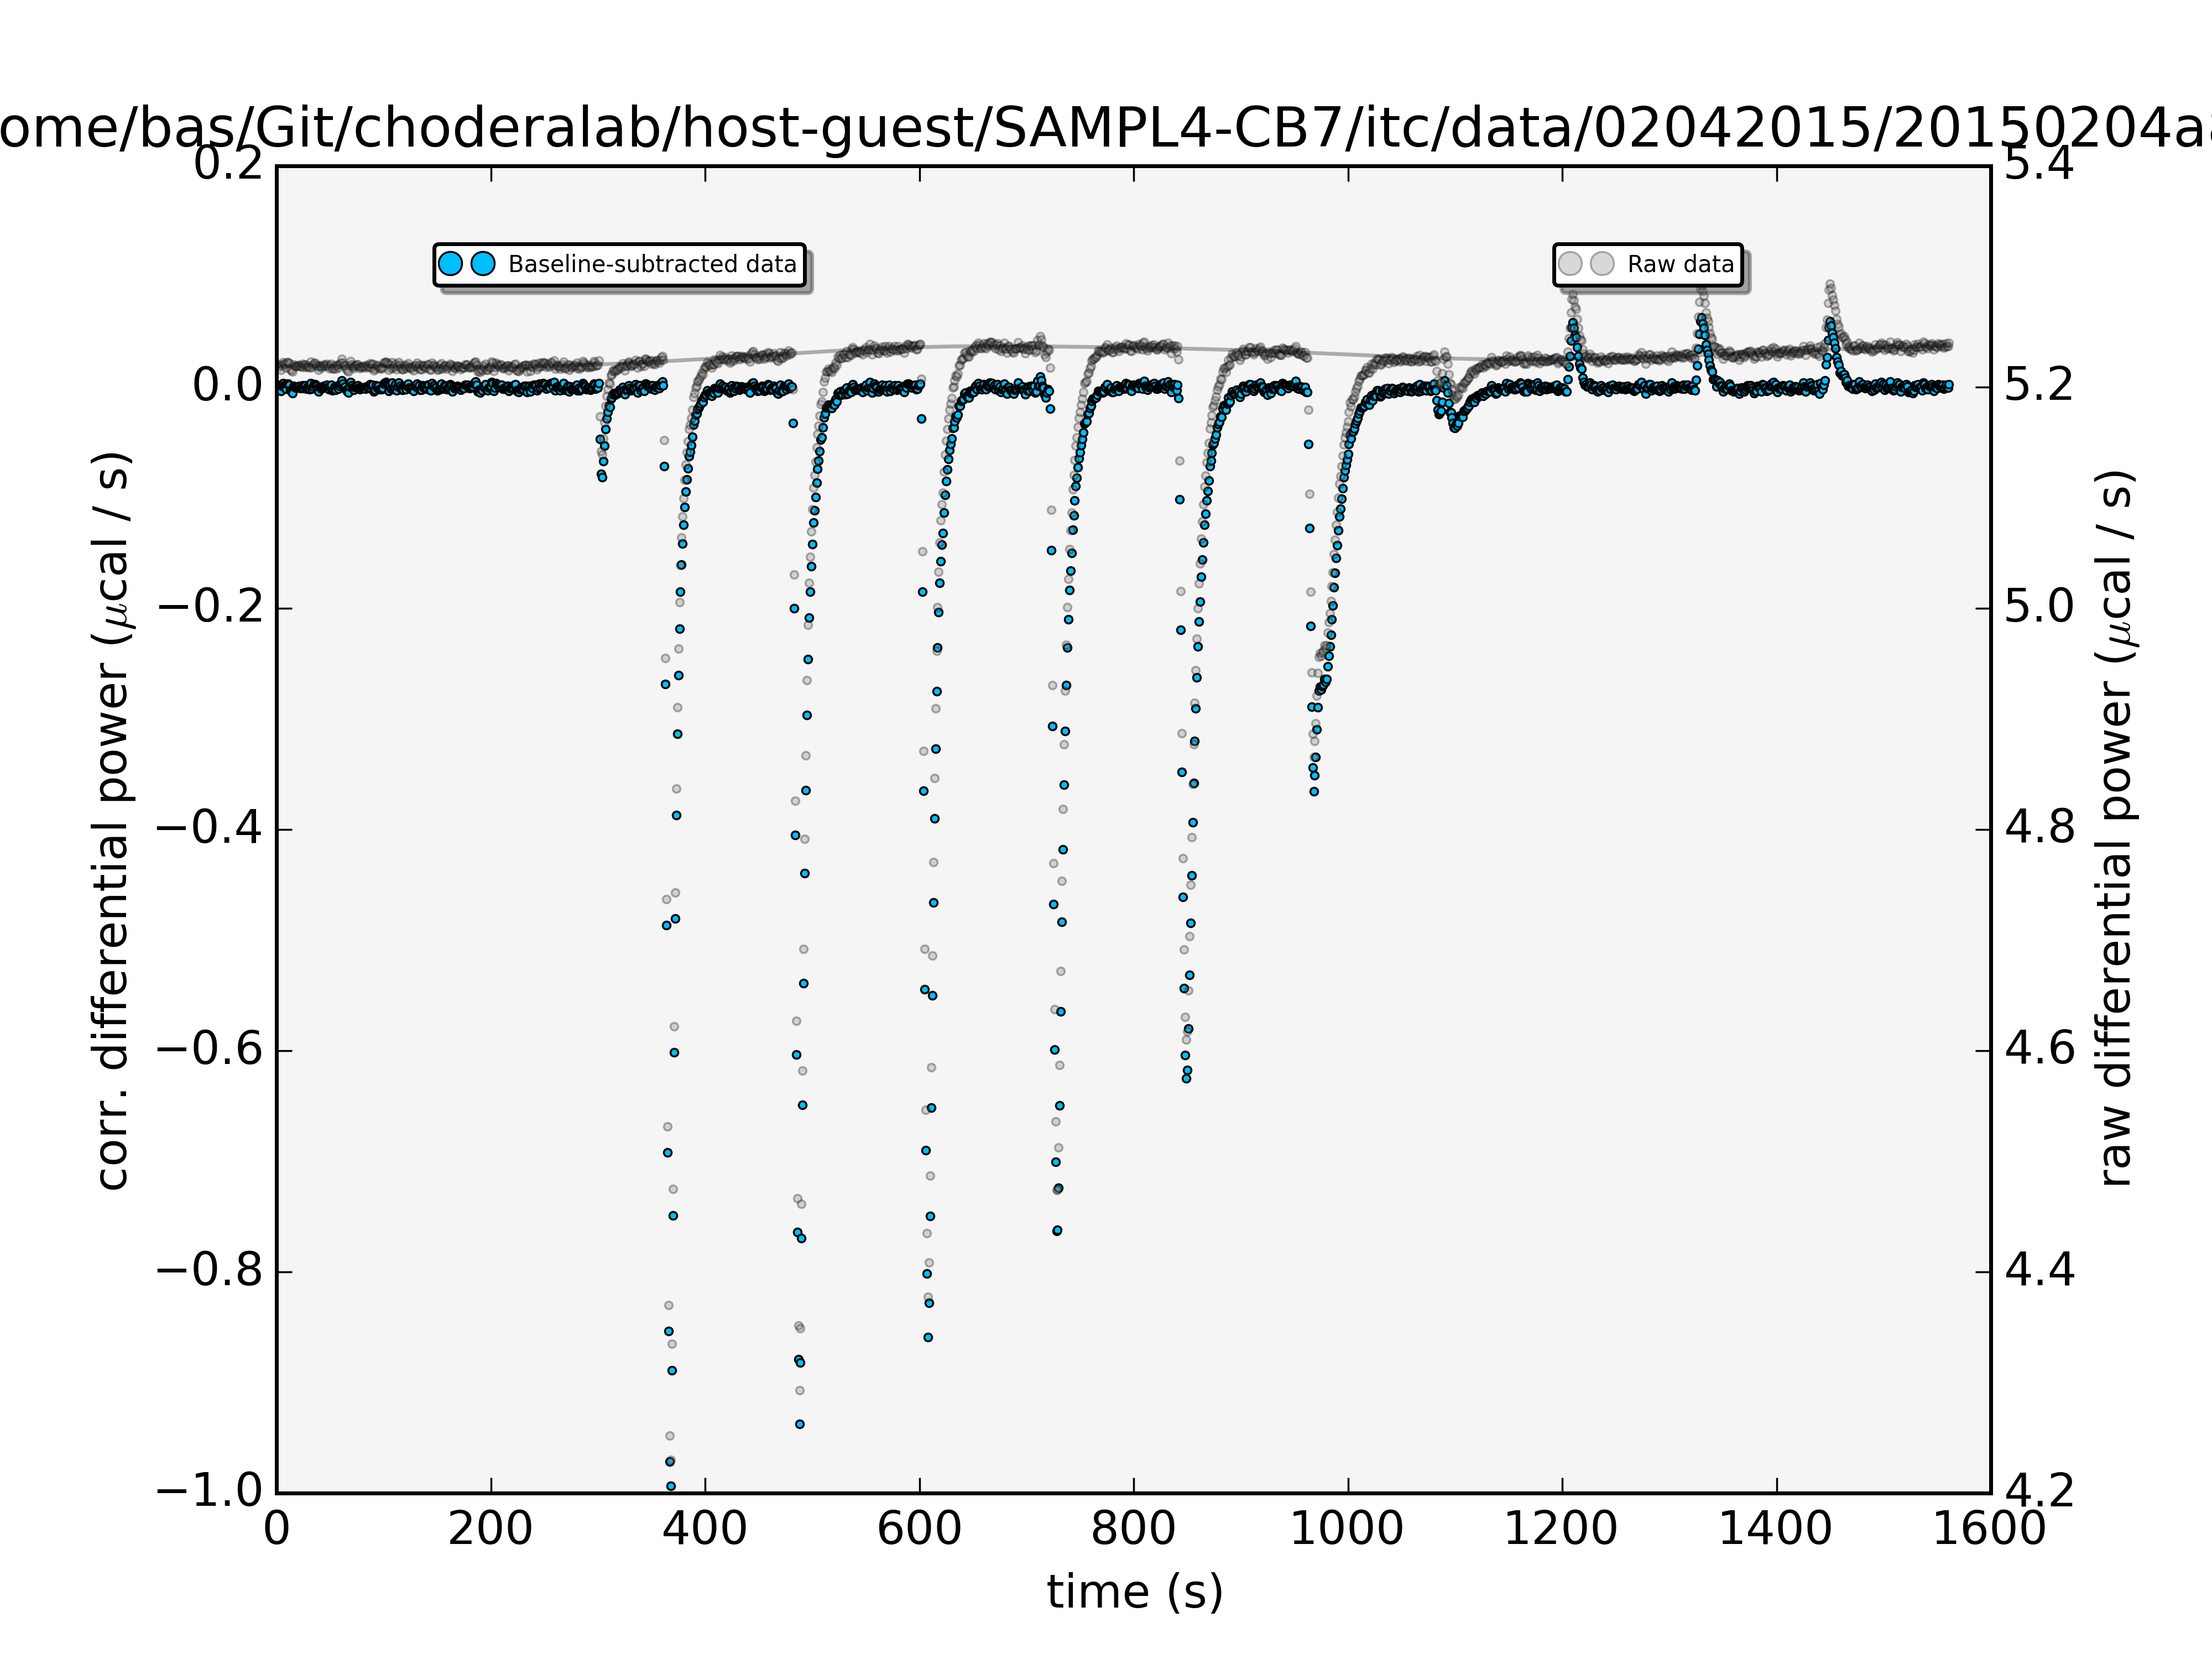 ome/bas/Git/choderalab/host-guest/SAMPL4-CB7/itc/data/02042015/20150204a
0.2
0.0
−0.2
−0.4
−0.6
−0.8
−1.0
corr. differential power (μcal / s)
Baseline-subtracted data
Raw data
5.4
5.2
5.0
4.8
4.6
4.4
4.2
raw differential power (μcal / s)
0 200 400 600 800 1000 1200 1400 1600
time (s)